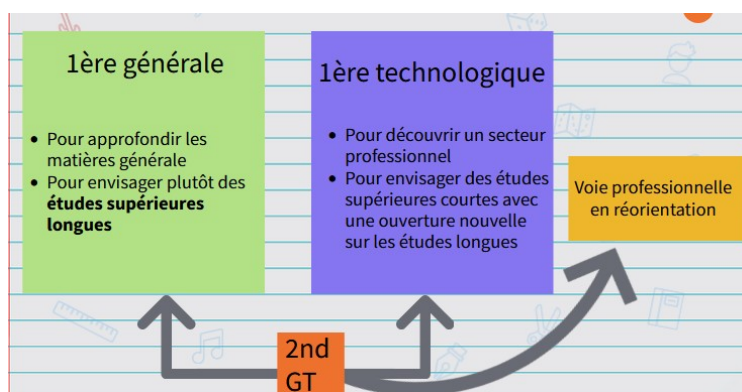 1ère générale
• Pour approfondir les
matières générale
• Pour envisager plutôt des
études supérieures
longues
1ère technologique
• Pour découvrir un secteur
professionnel
• Pour envisager des études
supérieures courtes avec
une ouverture nouvelle
sur les études longues
Voie professionnelle
en réorientation
2nd
GT